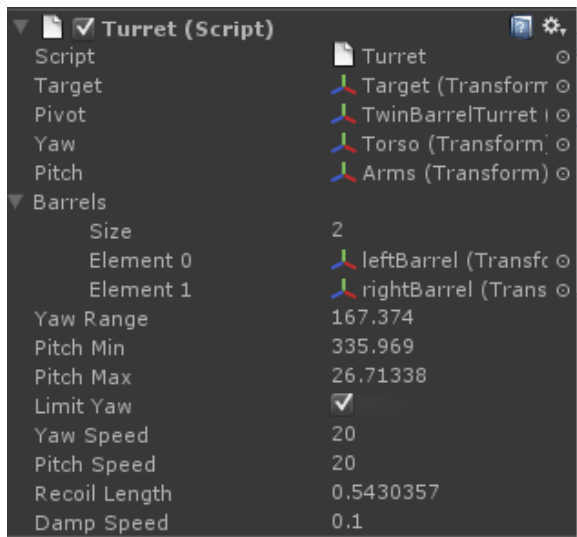 Turret (Script)
Script Turret
Target Target (Transform
Pivot TwinBarrelTurret (
Yaw Torso (Transform)
Pitch Arms (Transform)
Barrels
Size 2
Element 0 leftBarrel (Transfc
Element 1 rightBarrel (Trans
Yaw Range 167.374
Pitch Min 335.969
Pitch Max 26.71338
Limit Yaw
Yaw Speed 20
Pitch Speed 20
Recoil Length 0.5430357
Damp Speed 0.1